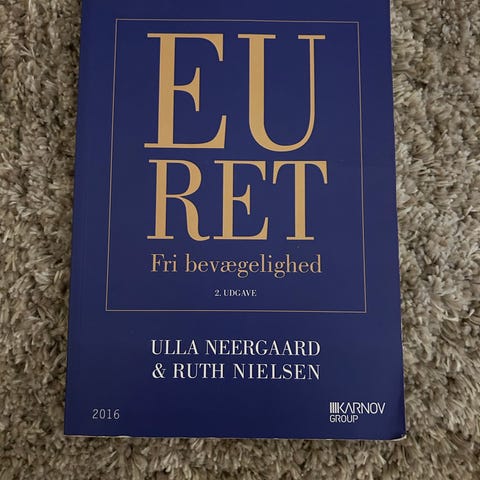 EU
RET
Fri bevægelighed
2. UDGAVE
ULLA NEERGAARD
& RUTH NIELSEN
2016
KARNOV
GROUP